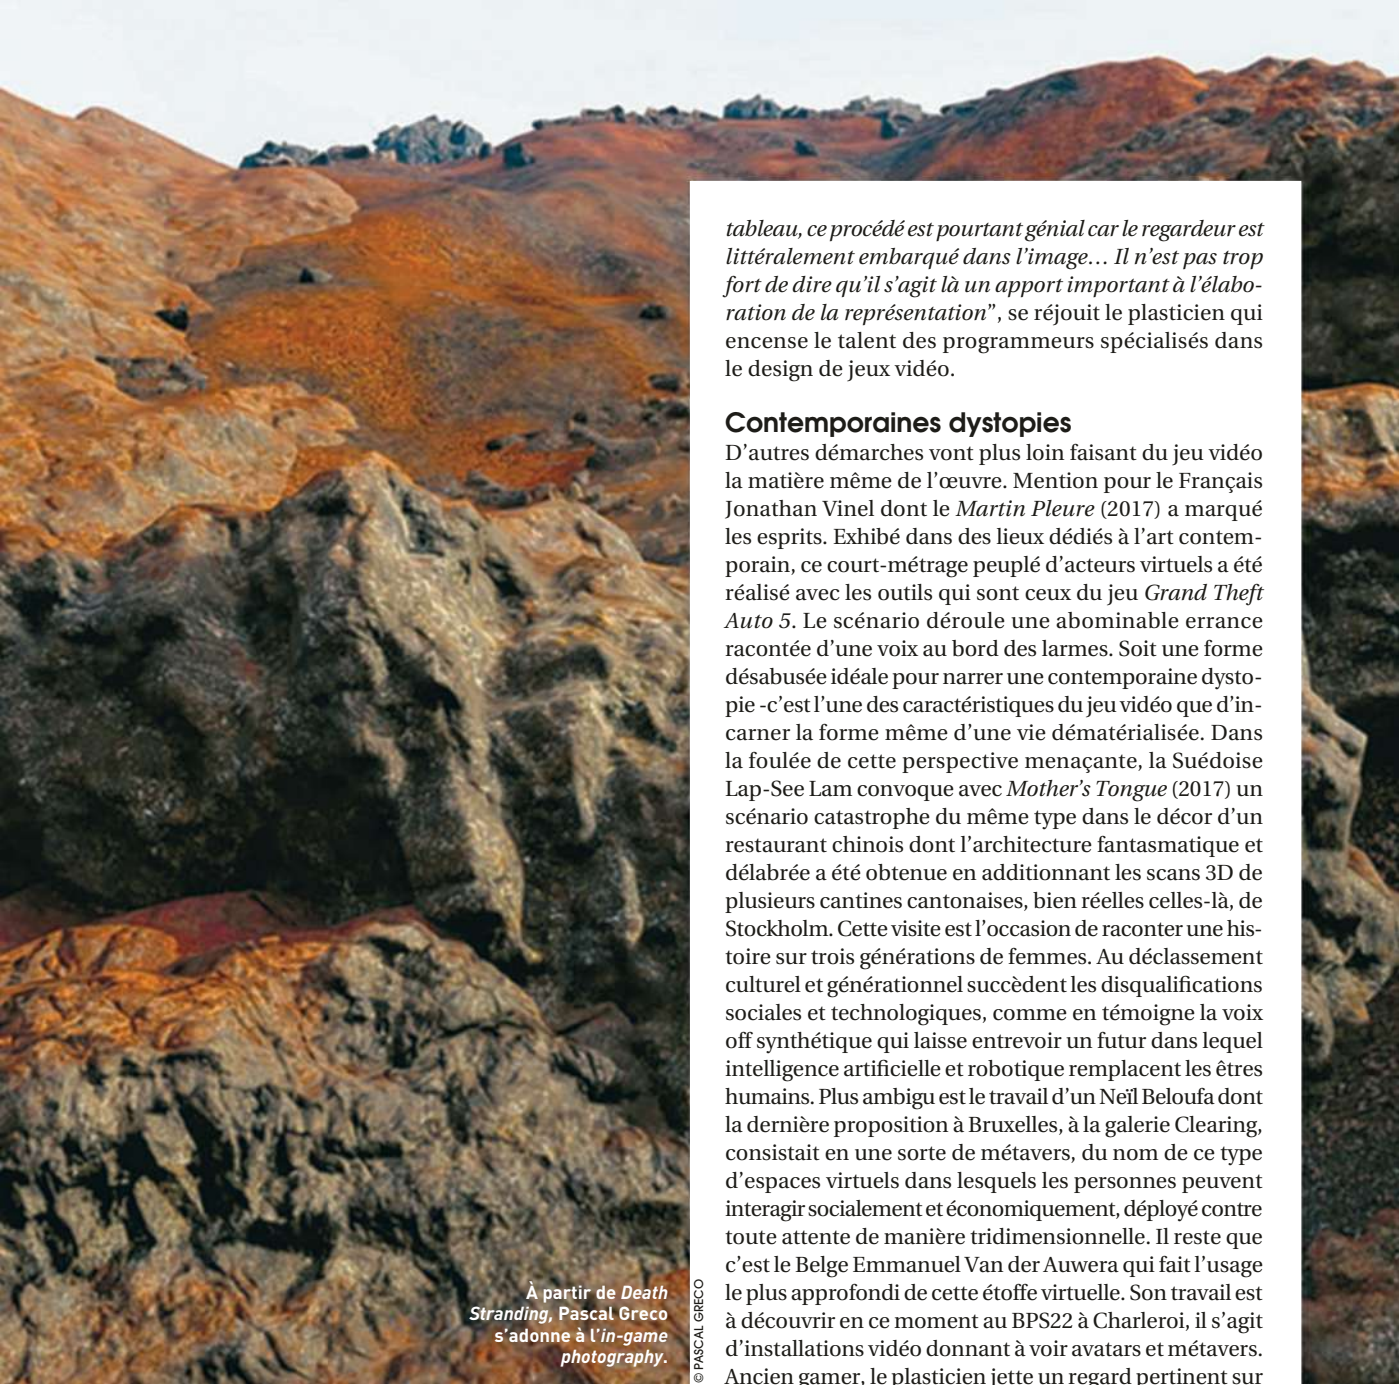 tableau, ce procédé est pourtant génial car le regardeur est
littéralement embarqué dans l’image… Il n’est pas trop
fort de dire qu’il s’agit là un apport important à l’élabo-
ration de la représentation”, se réjouit le plasticien qui
encense le talent des programmeurs spécialisés dans
le design de jeux vidéo.
Contemporaines dystopies
D’autres démarches vont plus loin faisant du jeu vidéo
la matière même de l’œuvre. Mention pour le Français
Jonathan Vinel dont le Martin Pleure (2017) a marqué
les esprits. Exhibé dans des lieux dédiés à l’art contem-
porain, ce court-métrage peuplé d’acteurs virtuels a été
réalisé avec les outils qui sont ceux du jeu Grand Theft
Auto 5. Le scénario déroule une abominable errance
racontée d’une voix au bord des larmes. Soit une forme
désabusée idéale pour narrer une contemporaine dysto-
pie -c’est l’une des caractéristiques du jeu vidéo que d’in-
carner la forme même d’une vie dématérialisée. Dans
la foulée de cette perspective menaçante, la Suédoise
Lap-See Lam convoque avec Mother’s Tongue (2017) un
scénario catastrophe du même type dans le décor d’un
restaurant chinois dont l’architecture fantasmatique et
délabrée a été obtenue en additionnant les scans 3D de
plusieurs cantines cantonaises, bien réelles celles-là, de
Stockholm. Cette visite est l’occasion de raconter une his-
toire sur trois générations de femmes. Au déclassement
culturel et générationnel succèdent les disqualifications
sociales et technologiques, comme en témoigne la voix
off synthétique qui laisse entrevoir un futur dans lequel
intelligence artificielle et robotique remplacent les êtres
humains. Plus ambigu est le travail d’un Neïl Beloufa dont
la dernière proposition à Bruxelles, à la galerie Clearing,
consistait en une sorte de métavers, du nom de ce type
d’espaces virtuels dans lesquels les personnes peuvent
interagir socialement et économiquement, déployé contre
toute attente de manière tridimensionnelle. Il reste que
c’est le Belge Emmanuel Van der Auwera qui fait l’usage
le plus approfondi de cette étoffe virtuelle. Son travail est
à découvrir en ce moment au BPS22 à Charleroi, il s’agit
d’installations vidéo donnant à voir avatars et métavers.
Ancien gamer, le plasticien jette un regard pertinent sur
À partir de Death
Stranding, Pascal Greco
s’adonne à l’in-game
photography.
© PASCAL GRECO